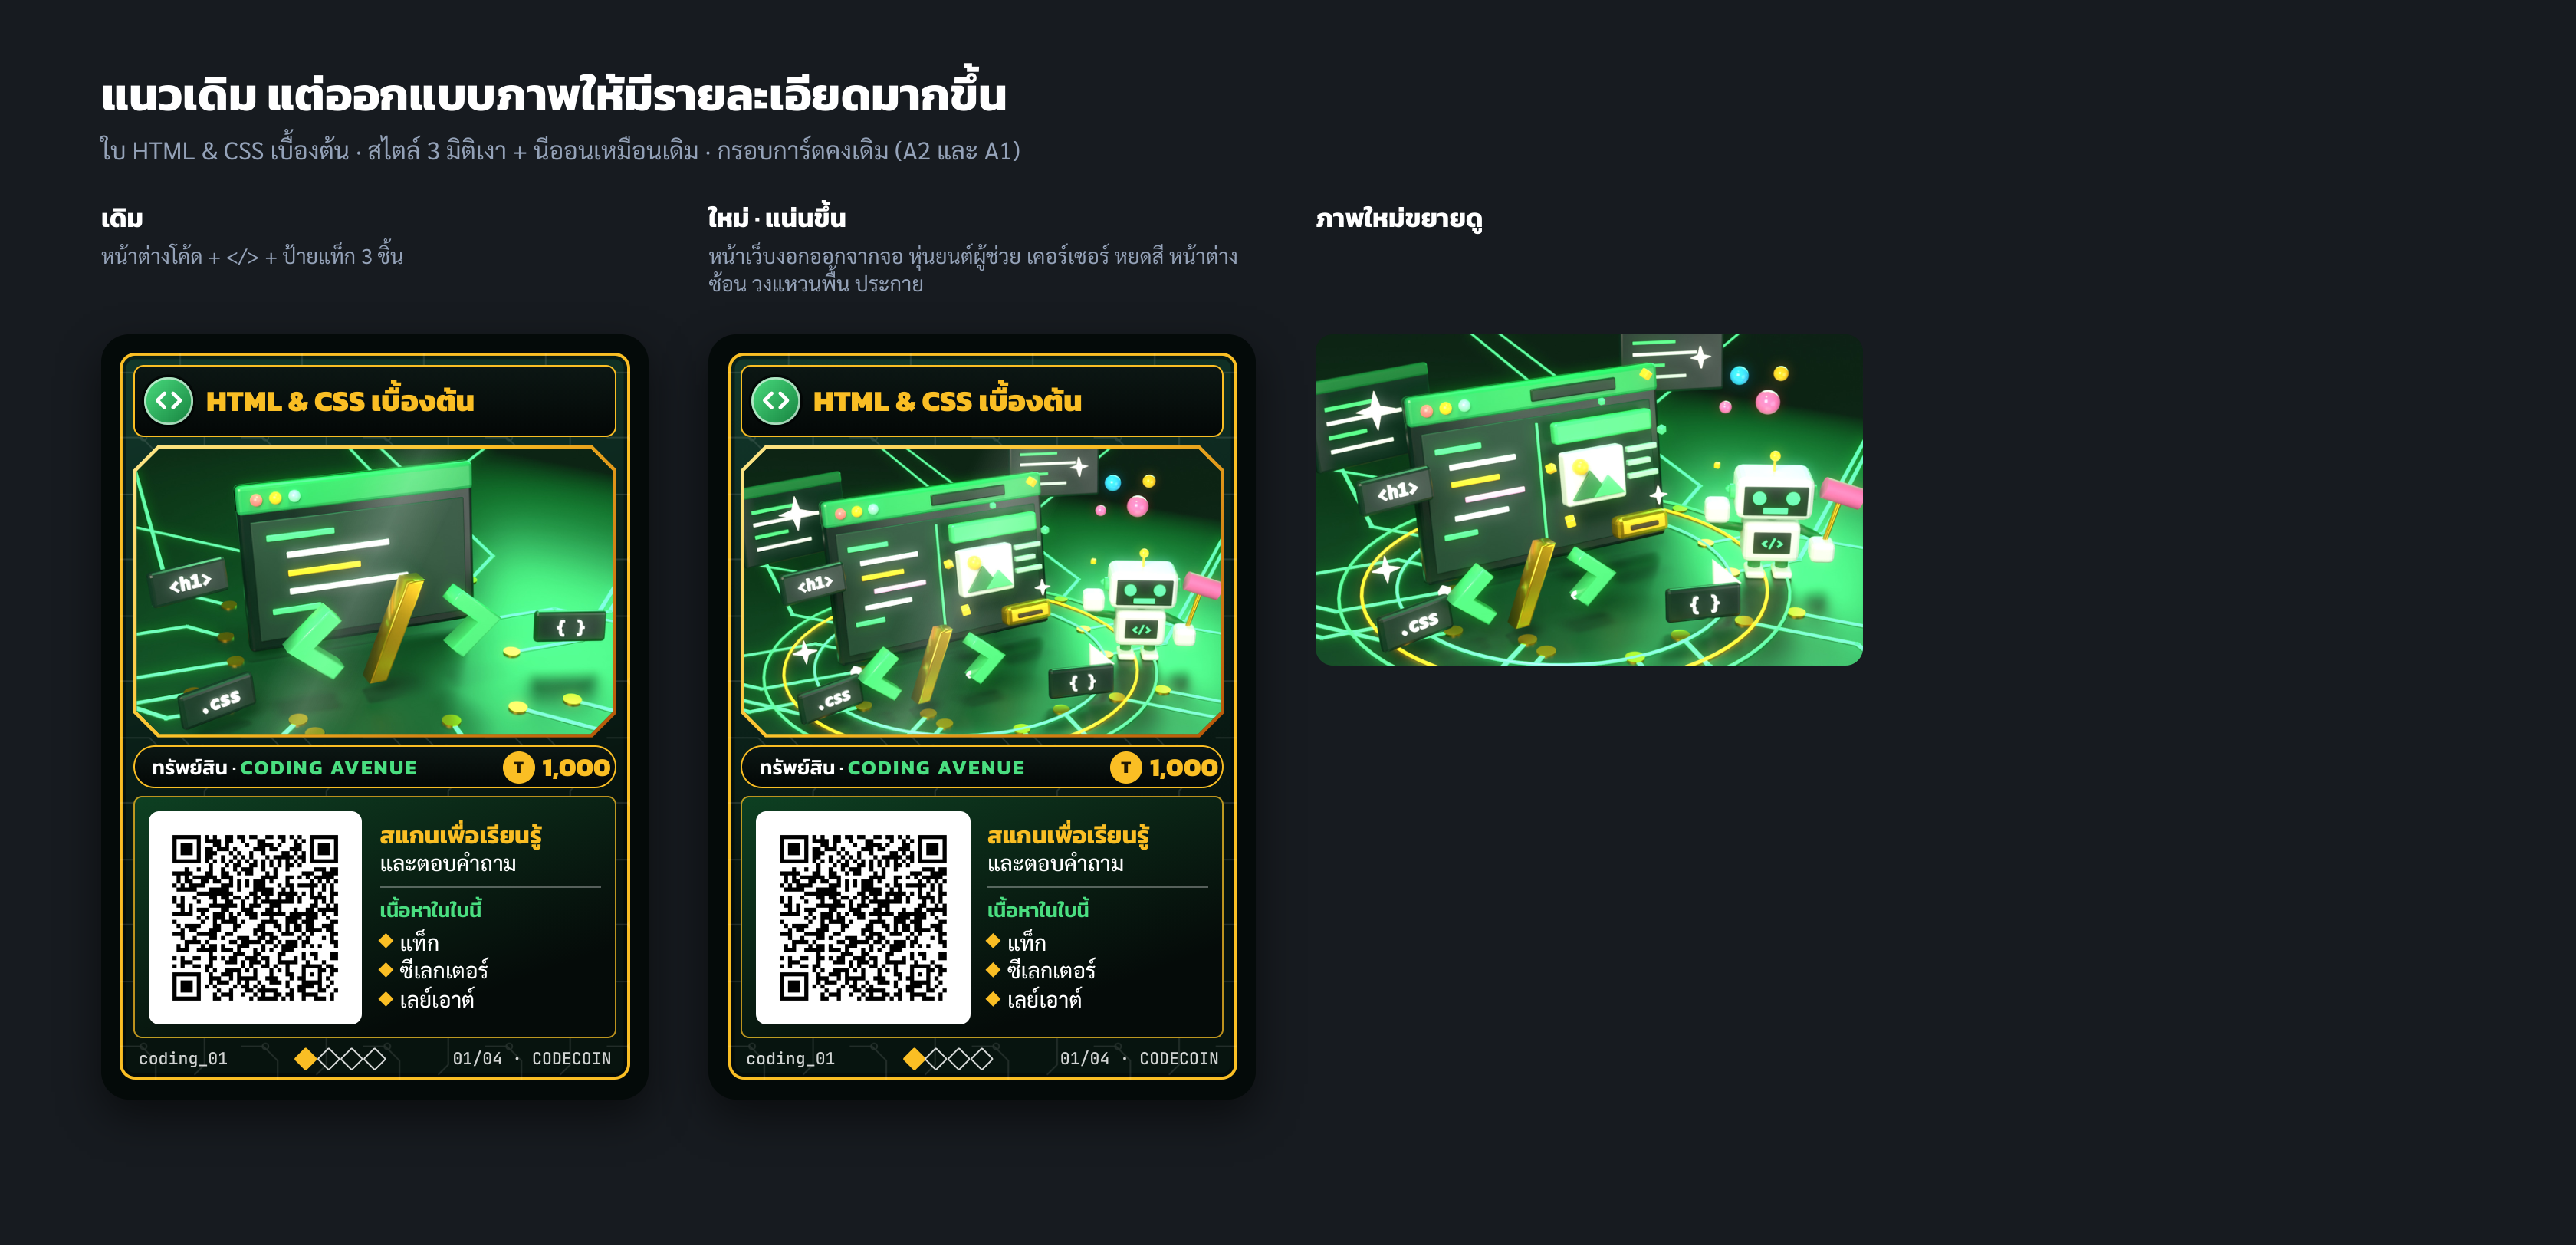 แนวเดิม แต่ออกแบบภาพให้มีรายละเอียดมากขึ้น
ใบ HTML & CSS เบื้องต้น · สไตล์ 3 มิติเงา + นีออนเหมือนเดิม · กรอบการ์ดคงเดิม (A2 และ A1)
เดิม
หน้าต่างโค้ด + </> + ป้ายแท็ก 3 ชิ้น
HTML & CSS เบื้องต้น
<h1>
{ }
.css
ทรัพย์สิน · CODING AVENUE
T 1,000
สแกนเพื่อเรียนรู้
และตอบคำถาม
เนื้อหาในใบนี้
แท็ก
ซีเลกเตอร์
เลย์เอาต์
coding_01
01/04 · CODECOIN
ใหม่ · แน่นขึ้น
หน้าเว็บงอกออกจากจอ หุ่นยนต์ผู้ช่วย เคอร์เซอร์ หยดสี หน้าต่าง
ซ้อน วงแหวนพื้น ประกาย
HTML & CSS เบื้องต้น
<h1>
</>
{ }
.css
ทรัพย์สิน · CODING AVENUE
T 1,000
สแกนเพื่อเรียนรู้
และตอบคำถาม
เนื้อหาในใบนี้
แท็ก
ซีเลกเตอร์
เลย์เอาต์
coding_01
01/04 · CODECOIN
ภาพใหม่ขยายดู
<h1>
</>
{ }
.css